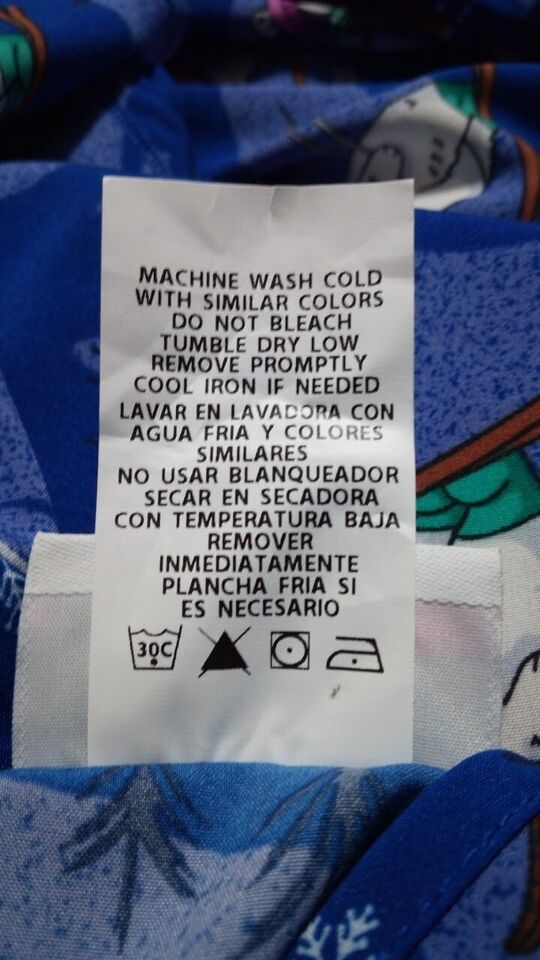 MACHINE WASH COLD
WITH SIMILAR COLORS
DO NOT BLEACH
TUMBLE DRY LOW
REMOVE PROMPTLY
COOL IRON IF NEEDED
LAVAR EN LAVADORA CON
AGUA FRIA Y COLORES
SIMILARES
NO USAR BLANQUEADOR
SECAR EN SECADORA
CON TEMPERATURA BAJA
REMOVER
INMEDIATAMENTE
PLANCHA FRIA SI
ES NECESARIO
30C